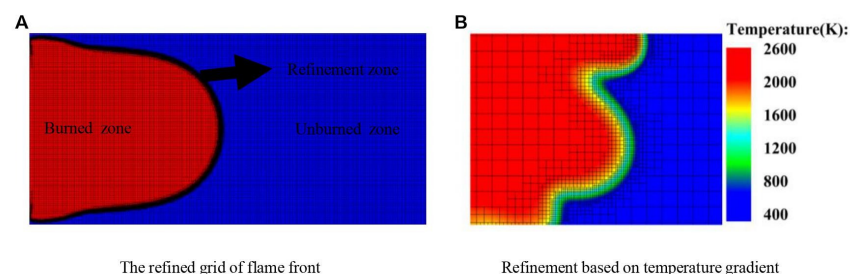 A
B
Temperature(K):
2600
2000
1600
1200
800
400
Refinement zone
Burned zone
Unburned zone
The refined grid of flame front
Refinement based on temperature gradient